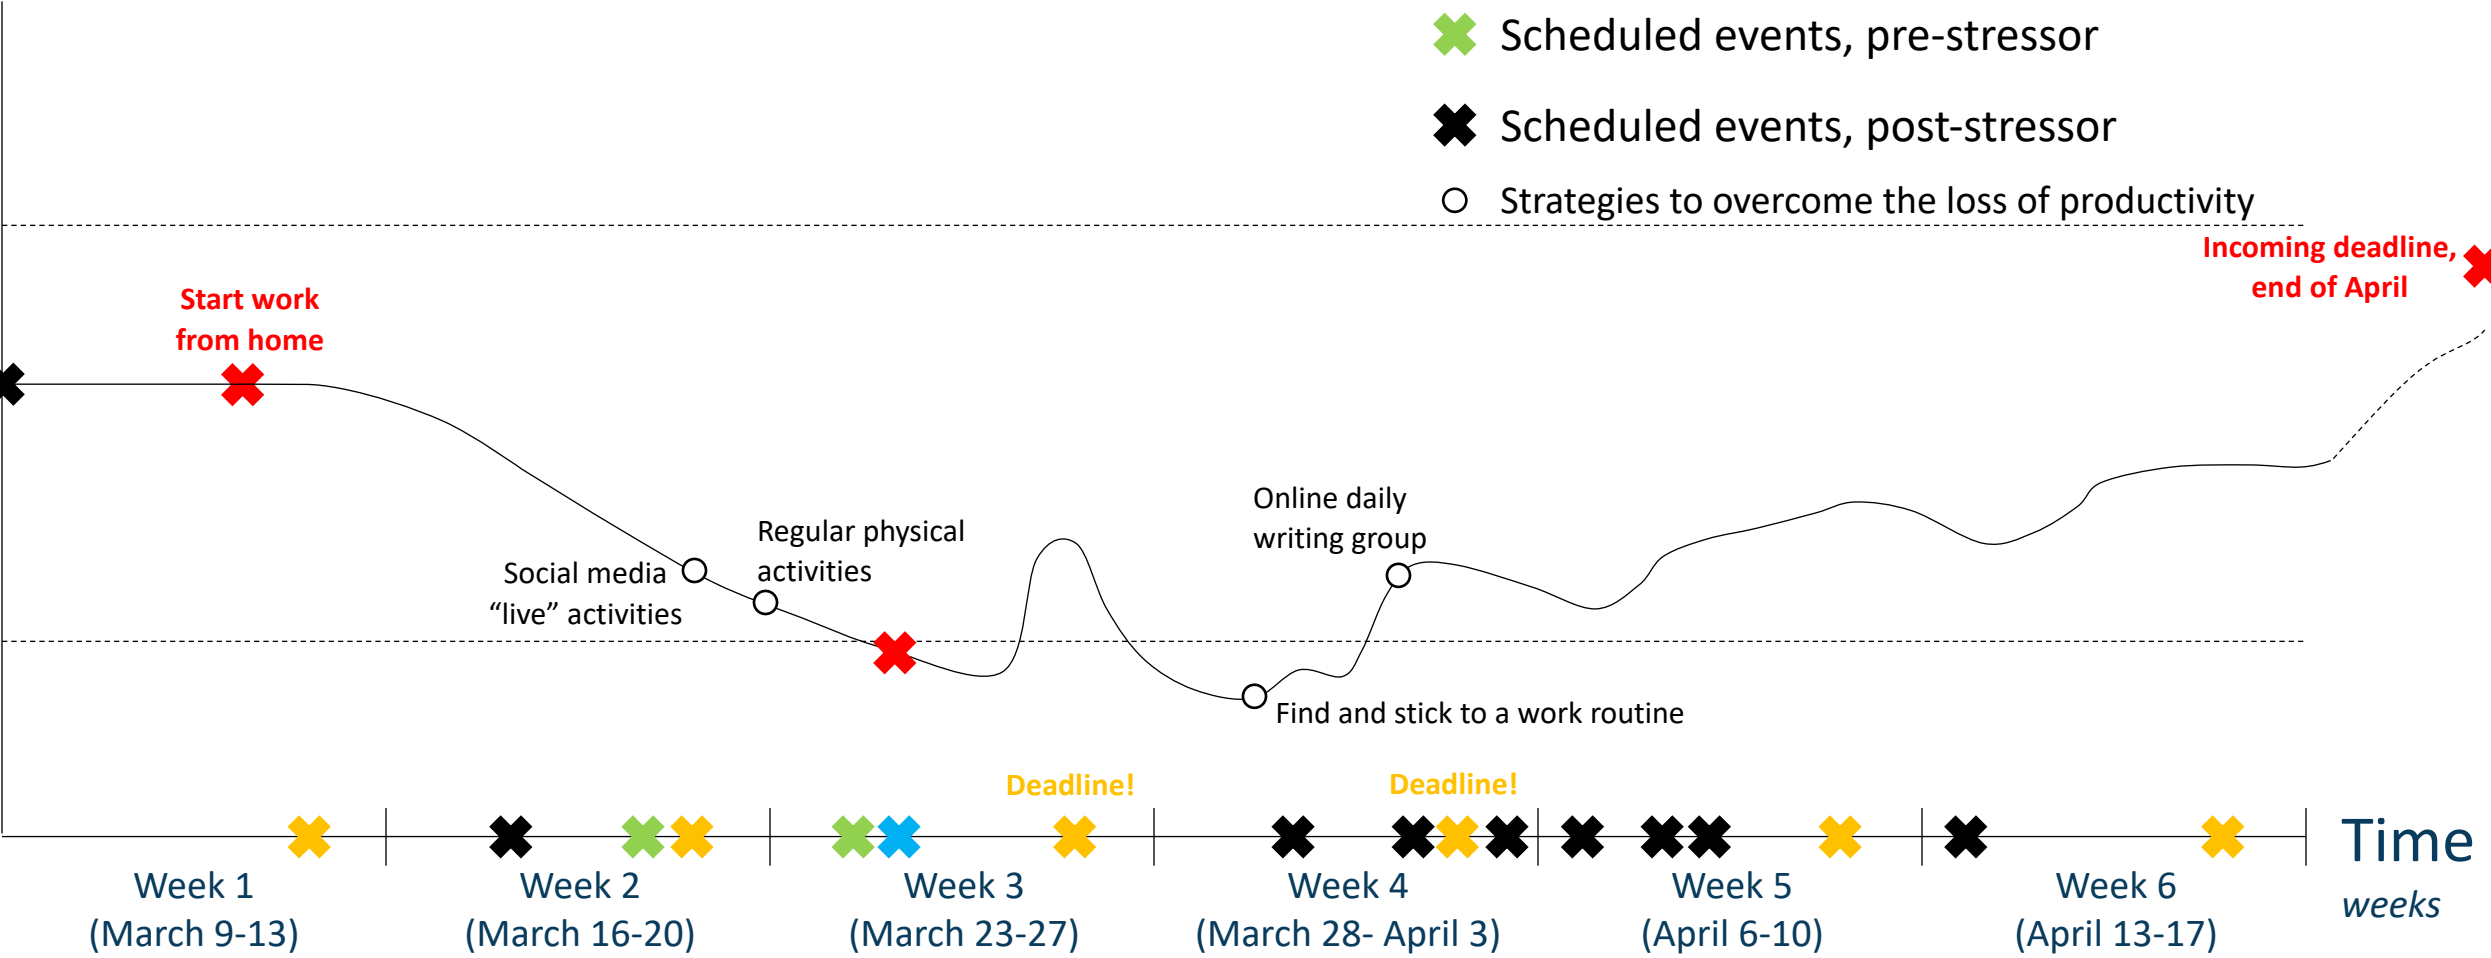 Scheduled events, pre-stressor
Scheduled events, post-stressor
Strategies to overcome the loss of productivity
Incoming deadline,
end of April
Start work
from home
Online daily
writing group
Regular physical
activities
Social media
“live” activities
Find and stick to a work routine
Deadline!
Deadline!
Time
weeks
Week 1
(March 9-13)
Week 2
(March 16-20)
Week 3
(March 23-27)
Week 4
(March 28- April 3)
Week 5
(April 6-10)
Week 6
(April 13-17)